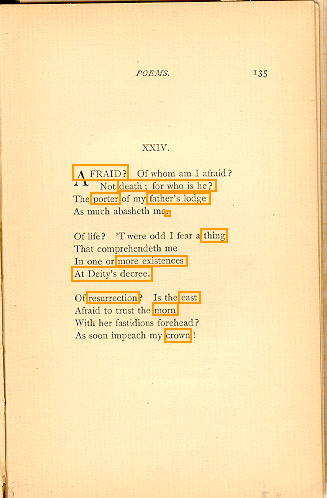 POEMS. 135
XXIV.
AFRAID? Of whom am I afraid?
Not death; for who is he?
The porter of my father's lodge
As much abasheth me.
Of life? 'T were odd I fear a thing
That comprehendeth me
In one or more existences
At Deity's decree.
Of resurrection? Is the east
Afraid to trust the morn
With her fastidious forehead?
As soon impeach my crown!